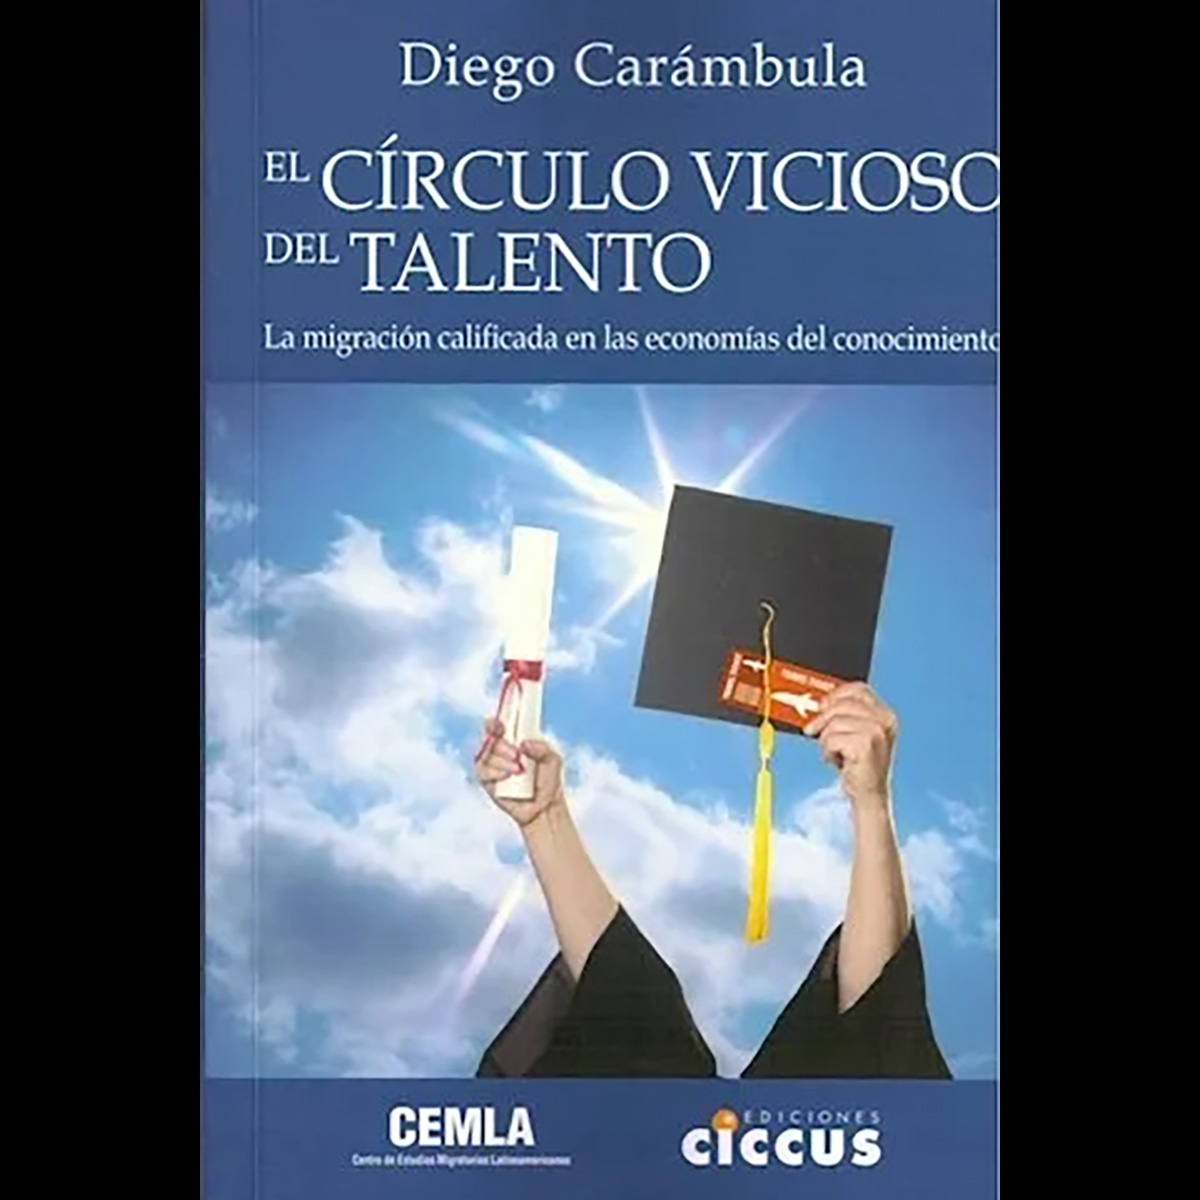 Diego Carámbula
EL CÍRCULO VICIOSO
DEL TALENTO
La migración calificada en las economías del conocimiento
CEMLA
Centro de Estudios Migratorios Latinoamericanos
EDICIONES
CICCUS